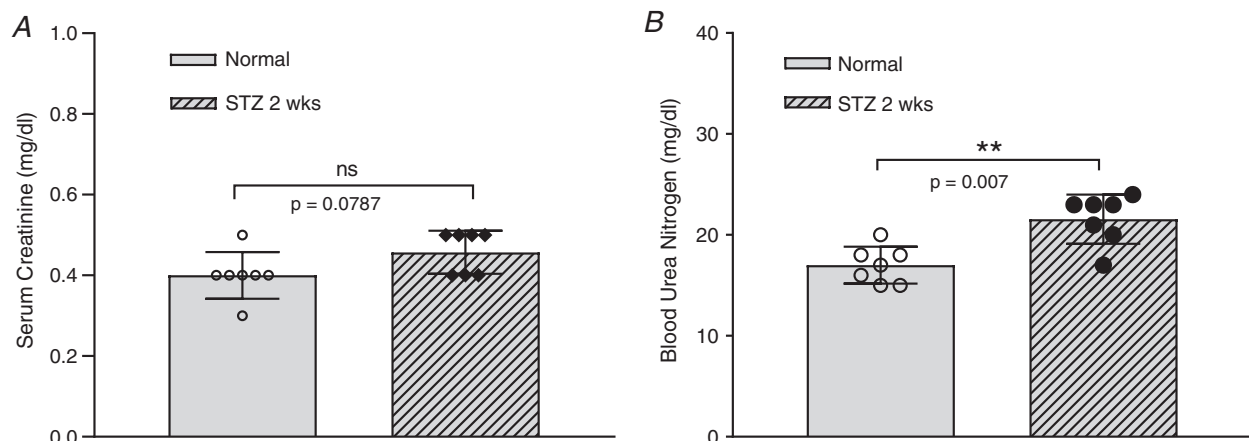 A
1.0
0.8
0.6
0.4
0.2
0.0
Serum Creatinine (mg/dl)
Normal
STZ 2 wks
ns
p = 0.0787
B
40
30
20
10
0
Blood Urea Nitrogen (mg/dl)
Normal
STZ 2 wks
**
p = 0.007